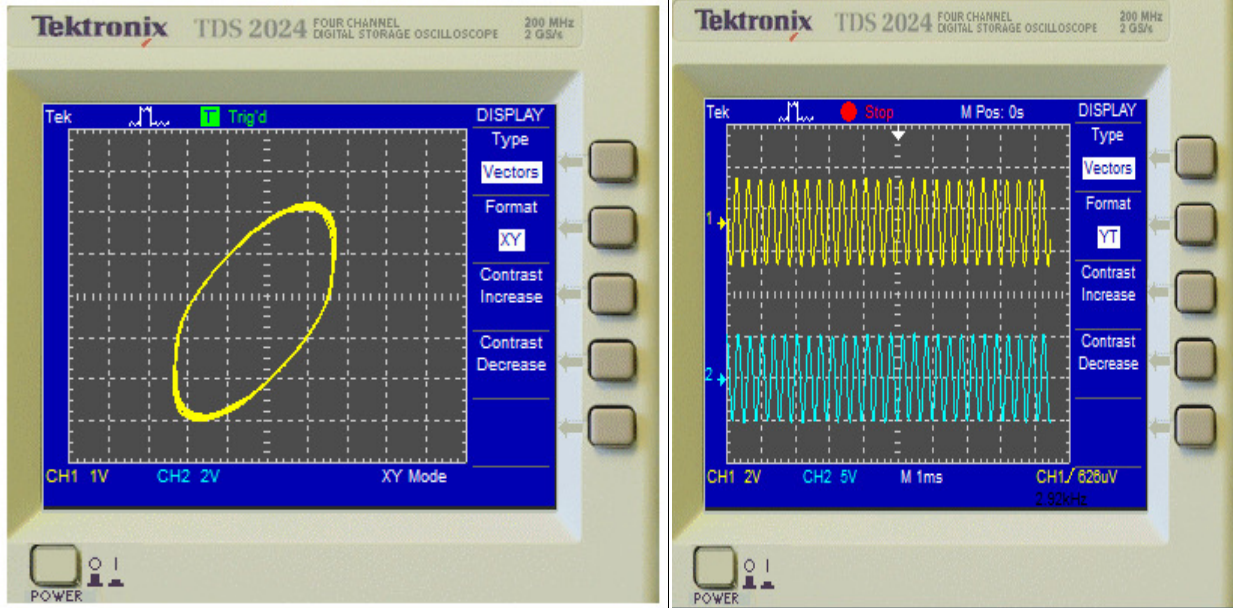 Tektronix TDS 2024 FOUR CHANNEL
DIGITAL STORAGE OSCILLOSCOPE
200 MHz
2 GS/s
Tek T Trig'd
DISPLAY
Type
Vectors
Format
XY
Contrast
Increase
Contrast
Decrease
CH1 1V CH2 2V XY Mode
POWER
Tektronix TDS 2024 FOUR CHANNEL
DIGITAL STORAGE OSCILLOSCOPE
200 MHz
2 GS/s
Tek Stop M Pos: 0s
DISPLAY
Type
Vectors
Format
YT
Contrast
Increase
Contrast
Decrease
1
2
CH1 2V CH2 5V M 1ms CH1 626uV
2.92kHz
POWER